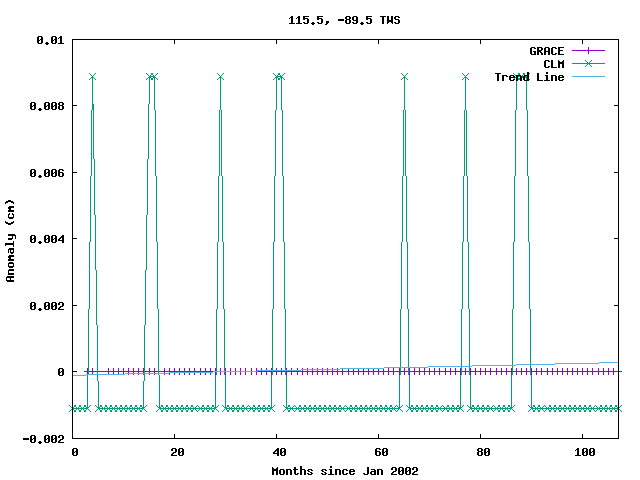 115.5, -89.5 TWS
0.01
GRACE
CLM
Trend Line
0.008
0.006
0.004
0.002
0
-0.002
Anomaly (cm)
0 20 40 60 80 100
Months since Jan 2002